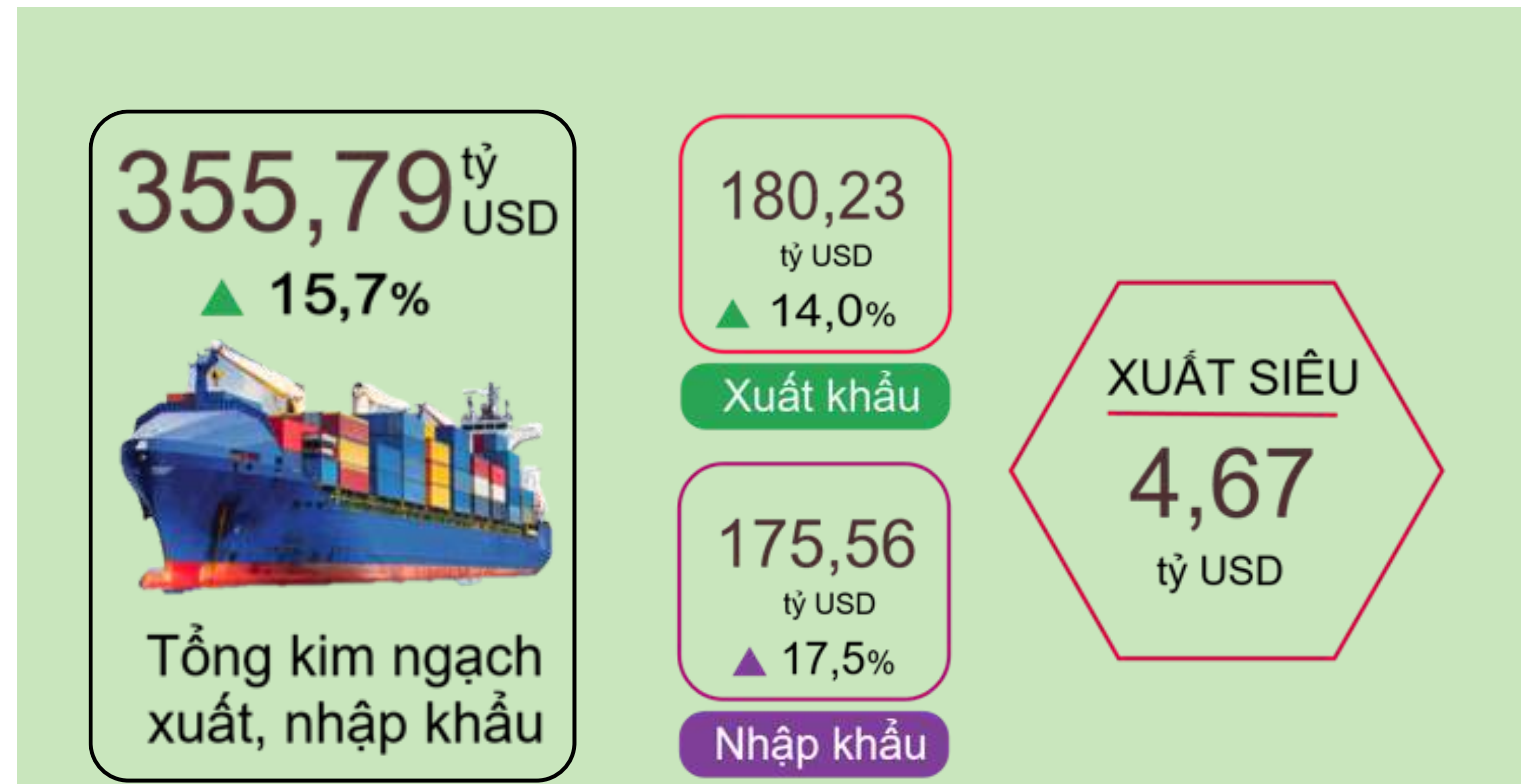 355,79 tỷ USD
15,7%
Tổng kim ngạch
xuất, nhập khẩu
180,23
tỷ USD
14,0%
Xuất khẩu
175,56
tỷ USD
17,5%
Nhập khẩu
XUẤT SIÊU
4,67
tỷ USD